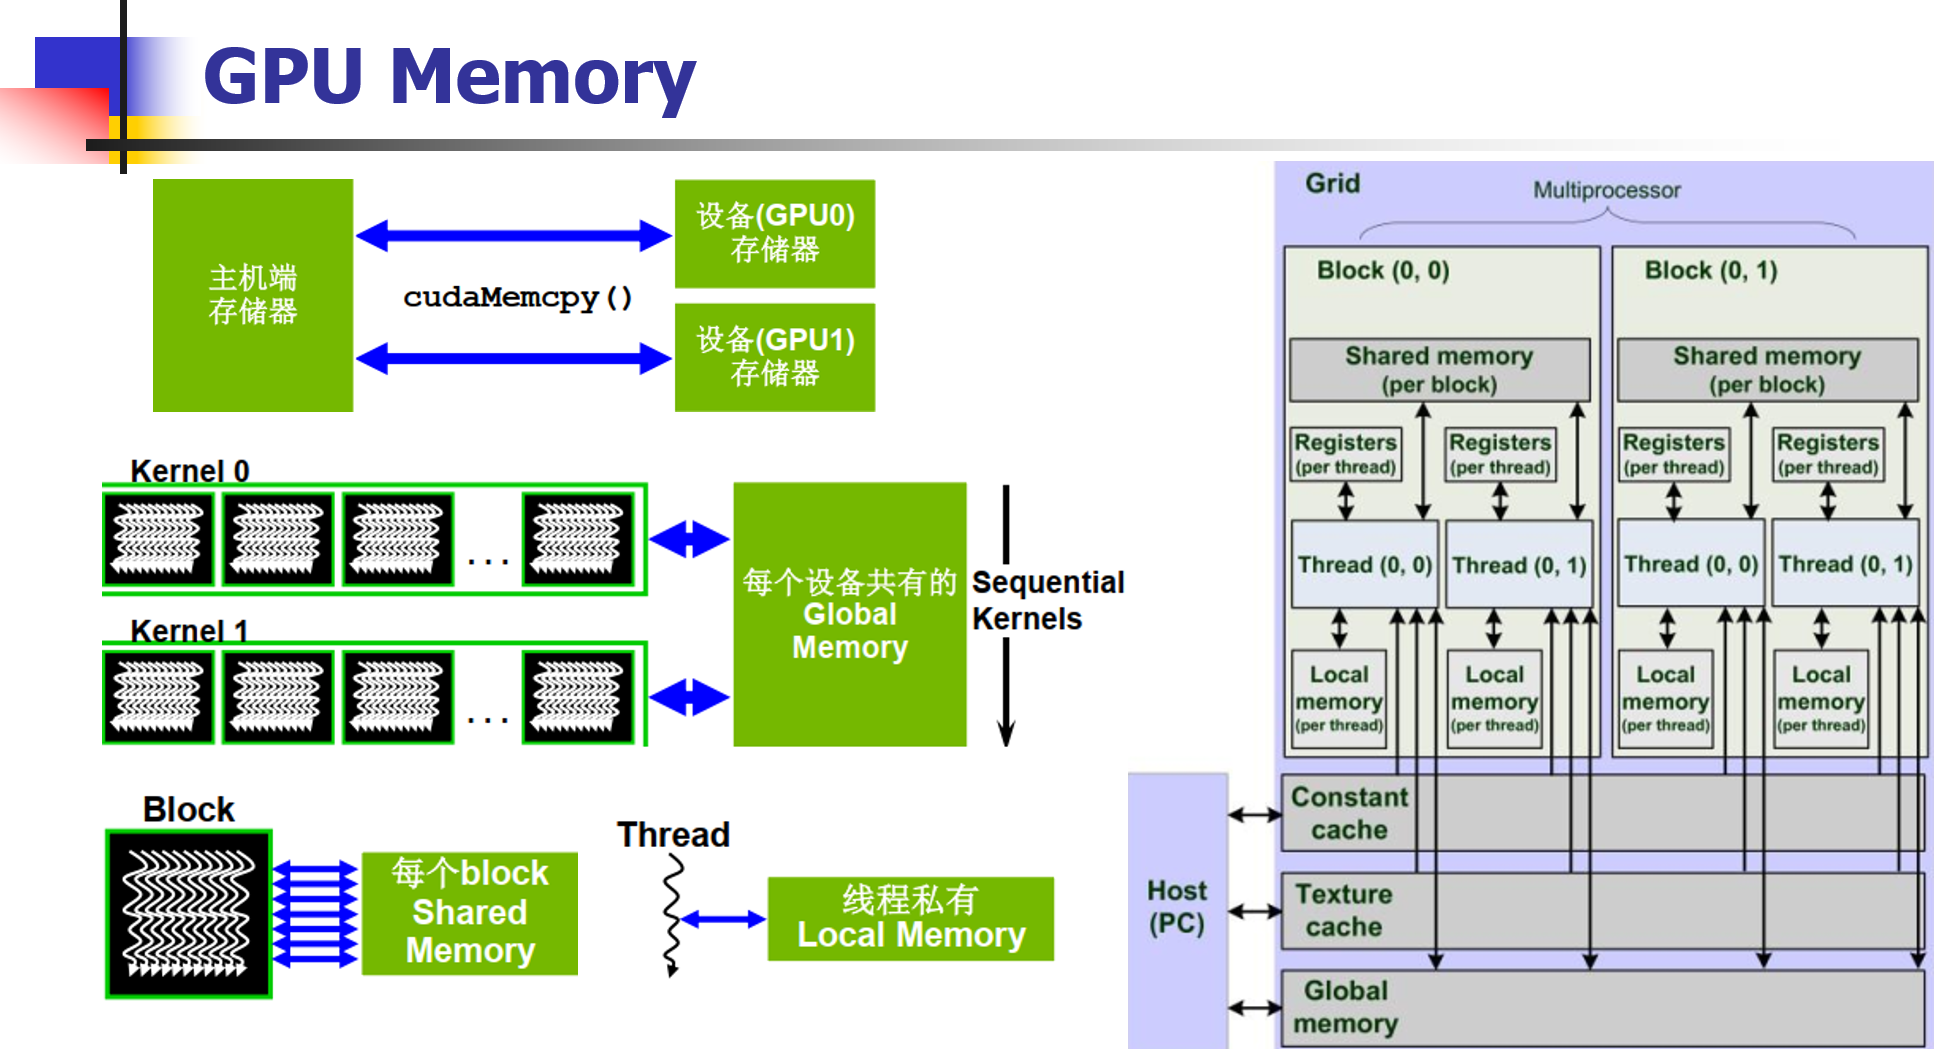 GPU Memory
主机端
存储器
cudaMemcpy()
设备(GPU0)
存储器
设备(GPU1)
存储器
Kernel 0
...
Kernel 1
...
每个设备共有的
Global
Memory
Sequential
Kernels
Block
每个block
Shared
Memory
Thread
线程私有
Local Memory
Grid
Multiprocessor
Block (0, 0)
Shared memory
(per block)
Registers
(per thread)
Registers
(per thread)
Thread (0, 0)
Thread (0, 1)
Local
memory
(per thread)
Local
memory
(per thread)
Block (0, 1)
Shared memory
(per block)
Registers
(per thread)
Registers
(per thread)
Thread (0, 0)
Thread (0, 1)
Local
memory
(per thread)
Local
memory
(per thread)
Host
(PC)
Constant
cache
Texture
cache
Global
memory